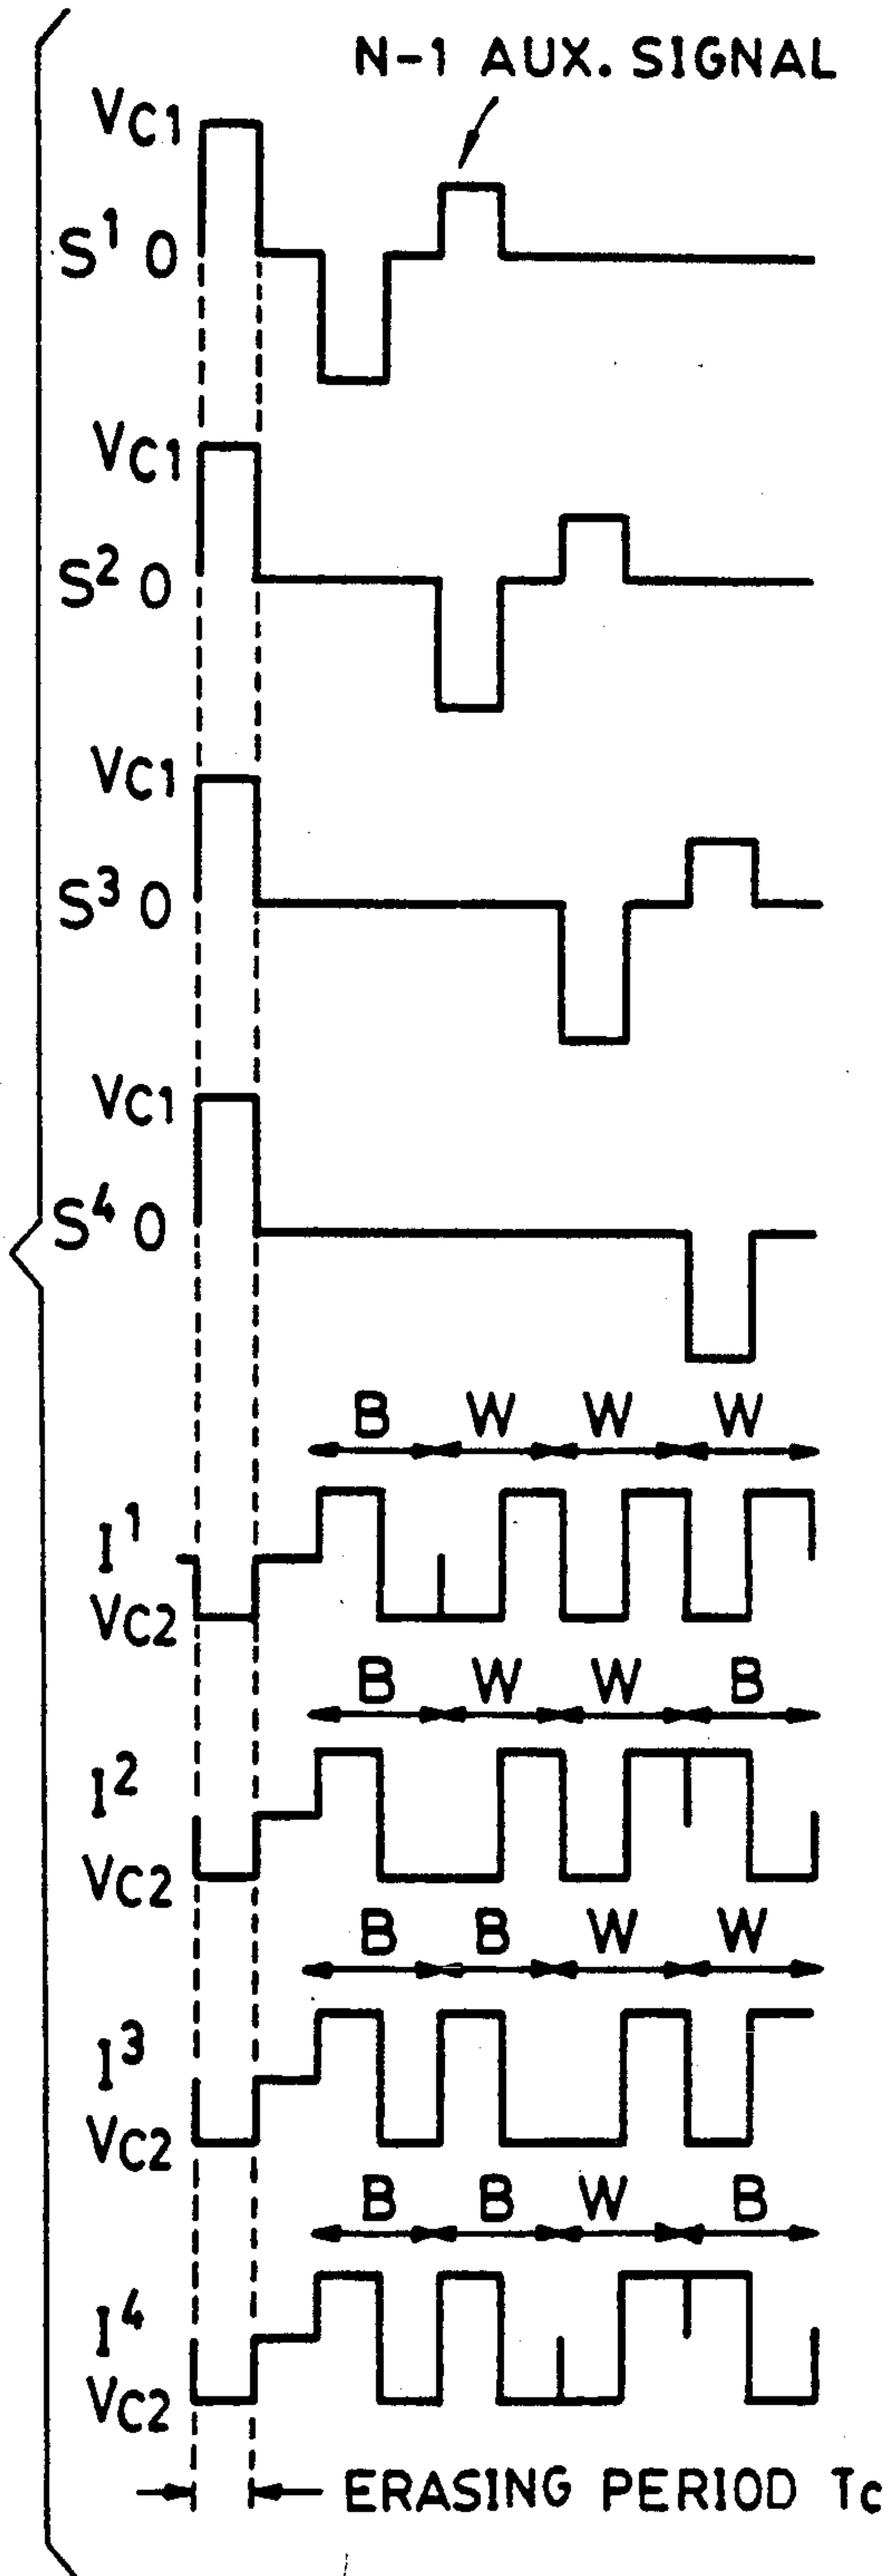 N-1 AUX. SIGNAL
VC1
S1 0
VC1
S2 0
VC1
S3 0
VC1
S4 0
B W W W
I1
VC2
B W W B
I2
VC2
B B W W
I3
VC2
B B W B
I4
VC2
ERASING PERIOD TC